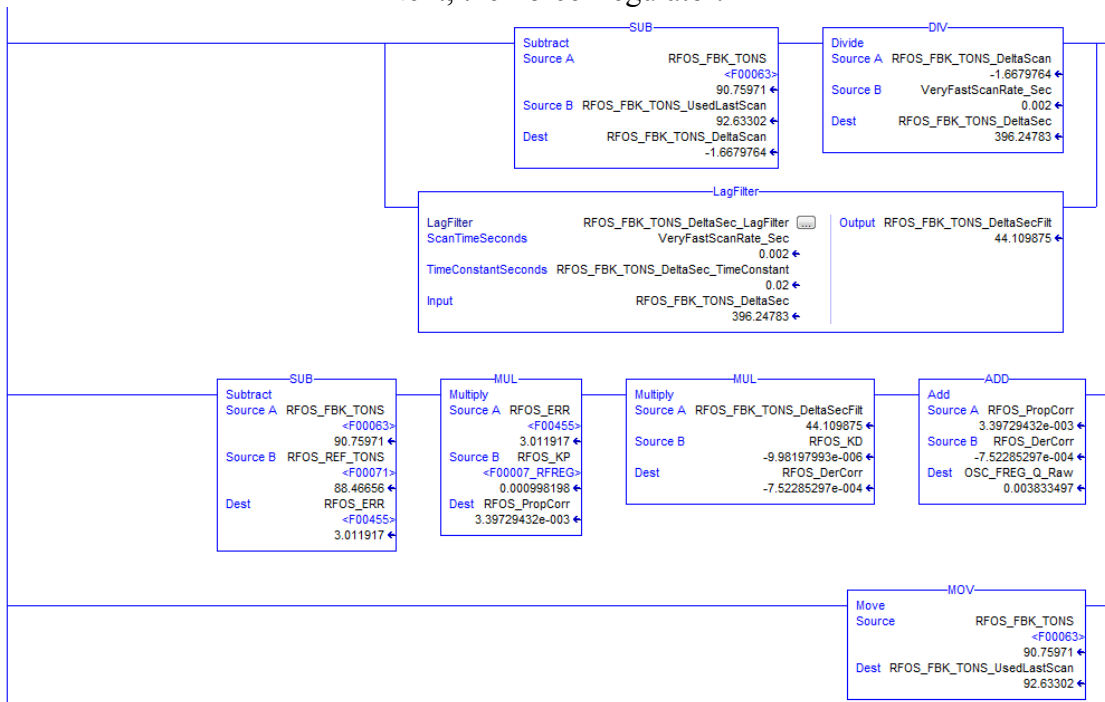 SUB
Subtract
Source A RFOS_FBK_TONS
<F00063>
90.75971
Source B RFOS_FBK_TONS_UsedLastScan
92.63302
Dest RFOS_FBK_TONS_DeltaScan
-1.6679764
DIV
Divide
Source A RFOS_FBK_TONS_DeltaScan
-1.6679764
Source B VeryFastScanRate_Sec
0.002
Dest RFOS_FBK_TONS_DeltaSec
396.24783
LagFilter
LagFilter RFOS_FBK_TONS_DeltaSec_LagFilter ...
ScanTimeSeconds VeryFastScanRate_Sec
0.002
TimeConstantSeconds RFOS_FBK_TONS_DeltaSec_TimeConstant
0.02
Input RFOS_FBK_TONS_DeltaSec
396.24783
Output RFOS_FBK_TONS_DeltaSecFilt
44.109875
SUB
Subtract
Source A RFOS_FBK_TONS
<F00063>
90.75971
Source B RFOS_REF_TONS
<F00071>
88.46656
Dest RFOS_ERR
<F00455>
3.011917
MUL
Multiply
Source A RFOS_ERR
<F00455>
3.011917
Source B RFOS_KP
<F00007_RFREG>
0.000998198
Dest RFOS_PropCorr
3.39729432e-003
MUL
Multiply
Source A RFOS_FBK_TONS_DeltaSecFilt
44.109875
Source B RFOS_KD
-9.98197993e-006
Dest RFOS_DerCorr
-7.52285297e-004
ADD
Add
Source A RFOS_PropCorr
3.39729432e-003
Source B RFOS_DerCorr
-7.52285297e-004
Dest OSC_FREG_Q_Raw
0.003833497
MOV
Move
Source RFOS_FBK_TONS
<F00063>
90.75971
Dest RFOS_FBK_TONS_UsedLastScan
92.63302